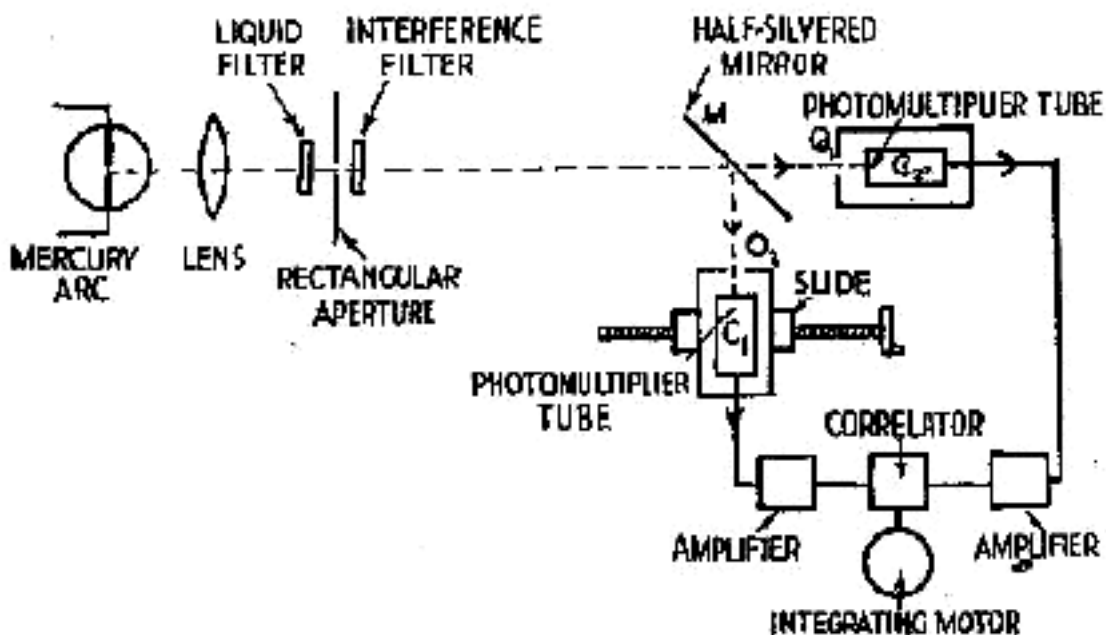 LIQUID
FILTER
INTERFERENCE
FILTER
HALF-SILVERED
MIRROR
M
PHOTOMULTIPLIER TUBE
MERCURY
ARC
LENS
RECTANGULAR
APERTURE
SLIDE
C₁
PHOTOMULTIPLIER
TUBE
CORRELATOR
AMPLIFIER
AMPLIFIER
INTEGRATING MOTOR